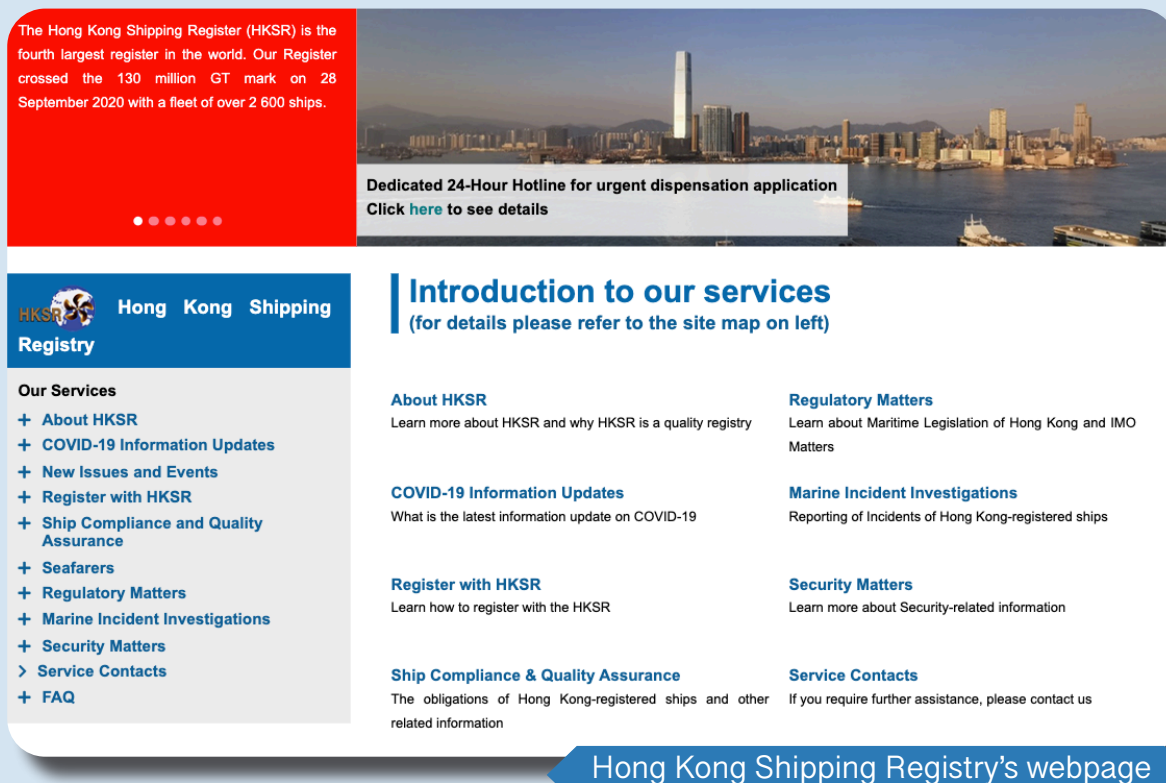 The Hong Kong Shipping Register (HKSR) is the
fourth largest register in the world. Our Register
crossed the 130 million GT mark on 28
September 2020 with a fleet of over 2 600 ships.
Dedicated 24-Hour Hotline for urgent dispensation application
Click here to see details
HKSR
Hong Kong Shipping
Registry
Our Services
+ About HKSR
+ COVID-19 Information Updates
+ New Issues and Events
+ Register with HKSR
+ Ship Compliance and Quality
Assurance
+ Seafarers
+ Regulatory Matters
+ Marine Incident Investigations
+ Security Matters
> Service Contacts
+ FAQ
Introduction to our services
(for details please refer to the site map on left)
About HKSR
Learn more about HKSR and why HKSR is a quality registry
Regulatory Matters
Learn about Maritime Legislation of Hong Kong and IMO
Matters
COVID-19 Information Updates
What is the latest information update on COVID-19
Marine Incident Investigations
Reporting of Incidents of Hong Kong-registered ships
Register with HKSR
Learn how to register with the HKSR
Security Matters
Learn more about Security-related information
Ship Compliance & Quality Assurance
The obligations of Hong Kong-registered ships and other
related information
Service Contacts
If you require further assistance, please contact us
Hong Kong Shipping Registry's webpage